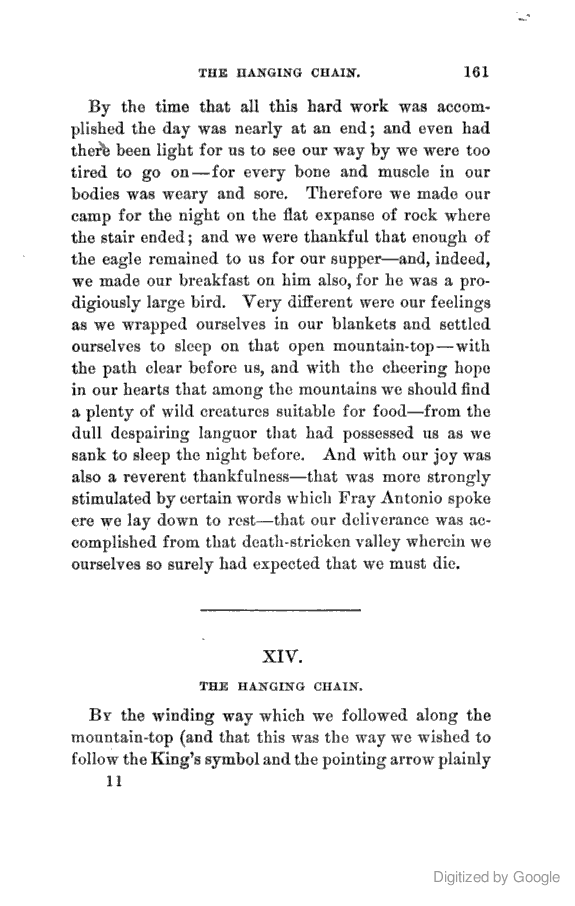 THE HANGING CHAIN. 161
By the time that all this hard work was accom-
plished the day was nearly at an end; and even had
there been light for us to see our way by we were too
tired to go on—for every bone and muscle in our
bodies was weary and sore. Therefore we made our
camp for the night on the flat expanse of rock where
the stair ended; and we were thankful that enough of
the eagle remained to us for our supper—and, indeed,
we made our breakfast on him also, for he was a pro-
digiously large bird. Very different were our feelings
as we wrapped ourselves in our blankets and settled
ourselves to sleep on that open mountain-top—with
the path clear before us, and with the cheering hope
in our hearts that among the mountains we should find
a plenty of wild creatures suitable for food—from the
dull despairing languor that had possessed us as we
sank to sleep the night before. And with our joy was
also a reverent thankfulness—that was more strongly
stimulated by certain words which Fray Antonio spoke
ere we lay down to rest—that our deliverance was ac-
complished from that death-stricken valley wherein we
ourselves so surely had expected that we must die.
XIV.
THE HANGING CHAIN.
By the winding way which we followed along the
mountain-top (and that this was the way we wished to
follow the King's symbol and the pointing arrow plainly
11
Digitized by Google